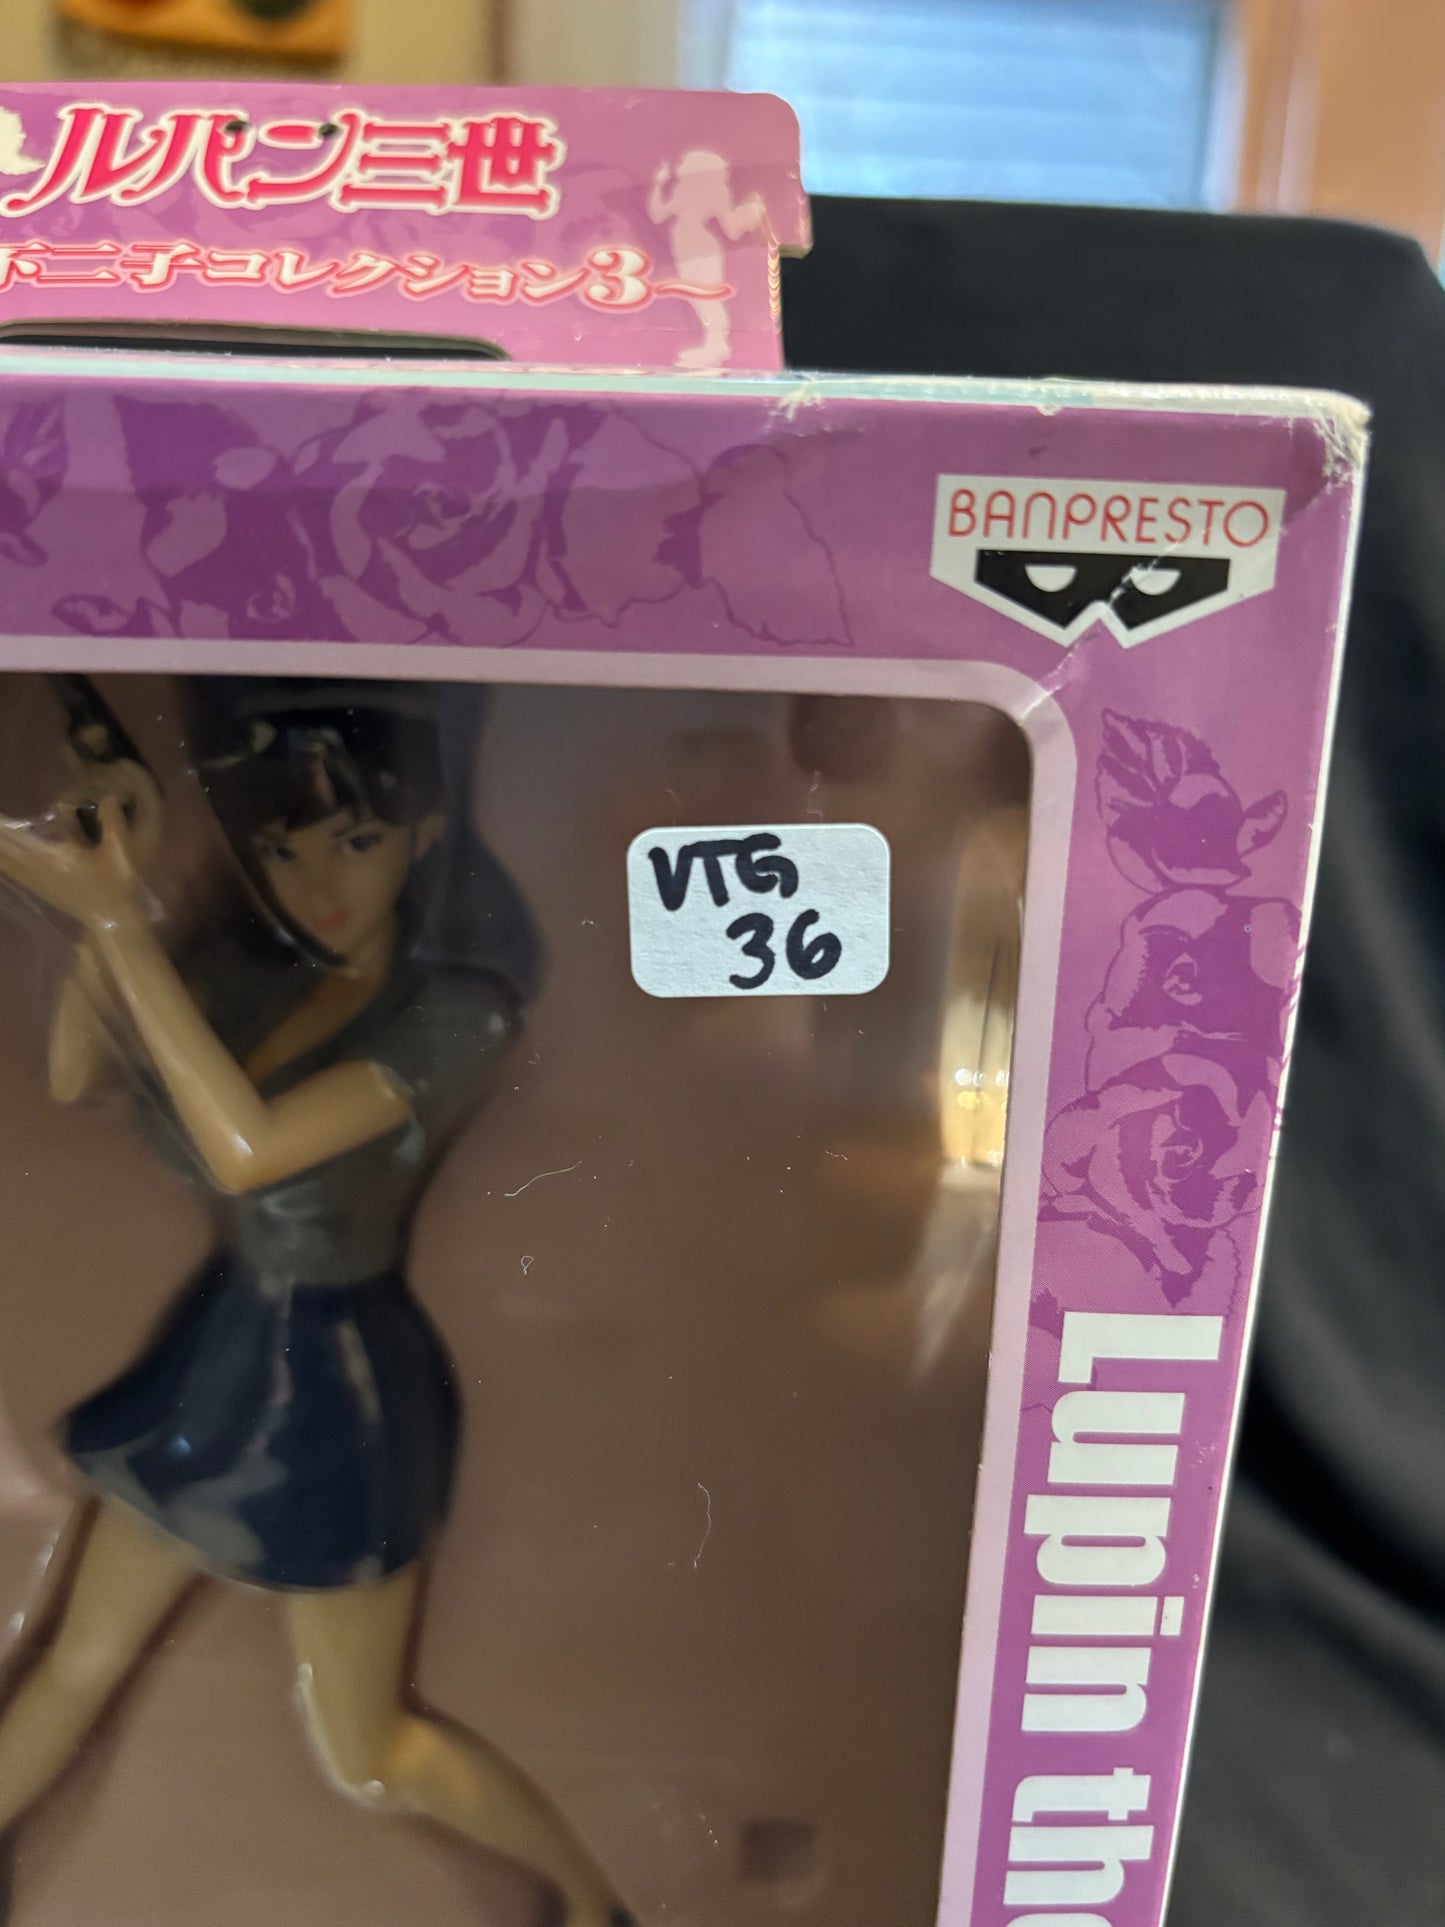 ルパン三世
不二子コレクション3〜
BANPRESTO
VTG
36
Lupin the